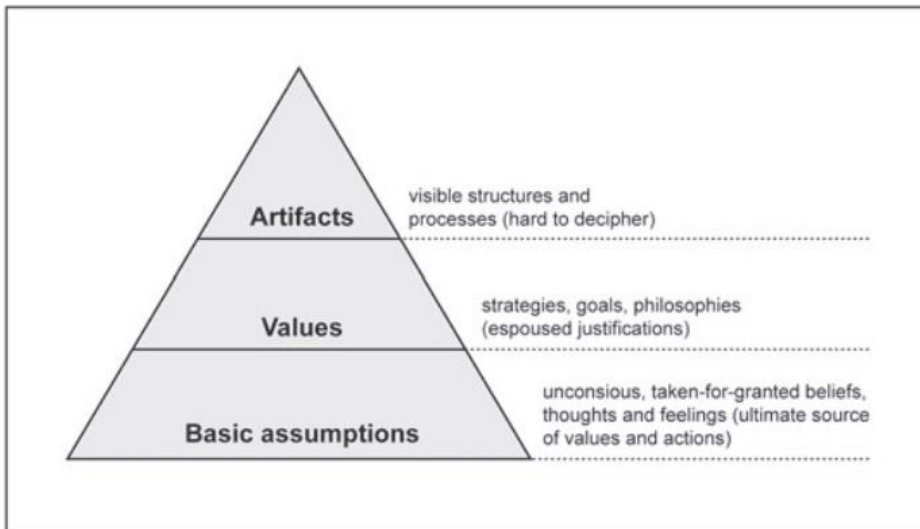 Artifacts
visible structures and
processes (hard to decipher)
Values
strategies, goals, philosophies
(espoused justifications)
Basic assumptions
unconsious, taken-for-granted beliefs,
thoughts and feelings (ultimate source
of values and actions)